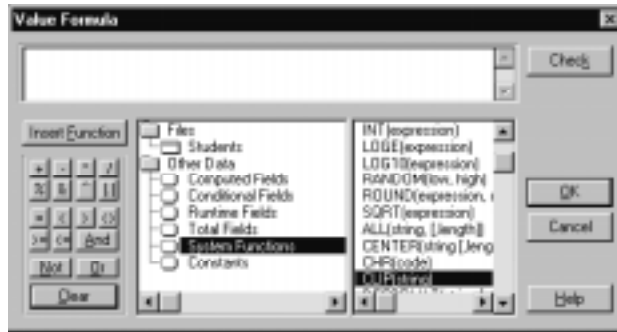 Value Formula
Check
Insert Function
+ - * /
% & ^ ( )
= < > <>
>= <= And
Not Or
Clear
Files
Students
Other Data
Computed Fields
Conditional Fields
Runtime Fields
Total Fields
System Functions
Constants
INT(expression)
LOGE(expression)
LOG10(expression)
RANDOM(low, high)
ROUND(expression,
SQRT(expression)
ALL(string, [,length])
CENTER(string [,leng
CHR(code)
CLIP(string)
OK
Cancel
Help